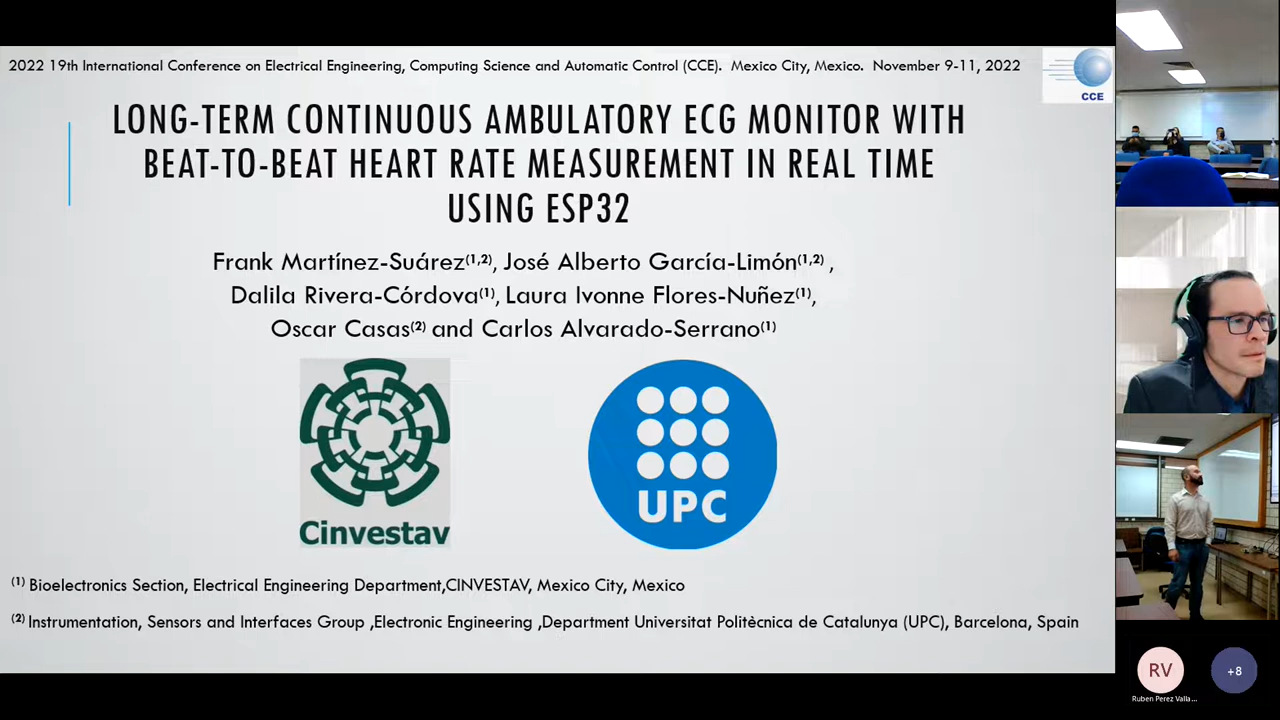 2022 19th International Conference on Electrical Engineering, Computing Science and Automatic Control (CCE).  Mexico City, Mexico.  November 9-11, 2022
CCE
LONG-TERM CONTINUOUS AMBULATORY ECG MONITOR WITH
BEAT-TO-BEAT HEART RATE MEASUREMENT IN REAL TIME
USING ESP32
Frank Martínez-Suárez(1,2), José Alberto García-Limón(1,2) ,
Dalila Rivera-Córdova(1), Laura Ivonne Flores-Nuñez(1),
Oscar Casas(2) and Carlos Alvarado-Serrano(1)
Cinvestav
UPC
(1) Bioelectronics Section, Electrical Engineering Department,CINVESTAV, Mexico City, Mexico
(2) Instrumentation, Sensors and Interfaces Group ,Electronic Engineering ,Department Universitat Politècnica de Catalunya (UPC), Barcelona, Spain
RV
+8
Ruben Perez Valla...